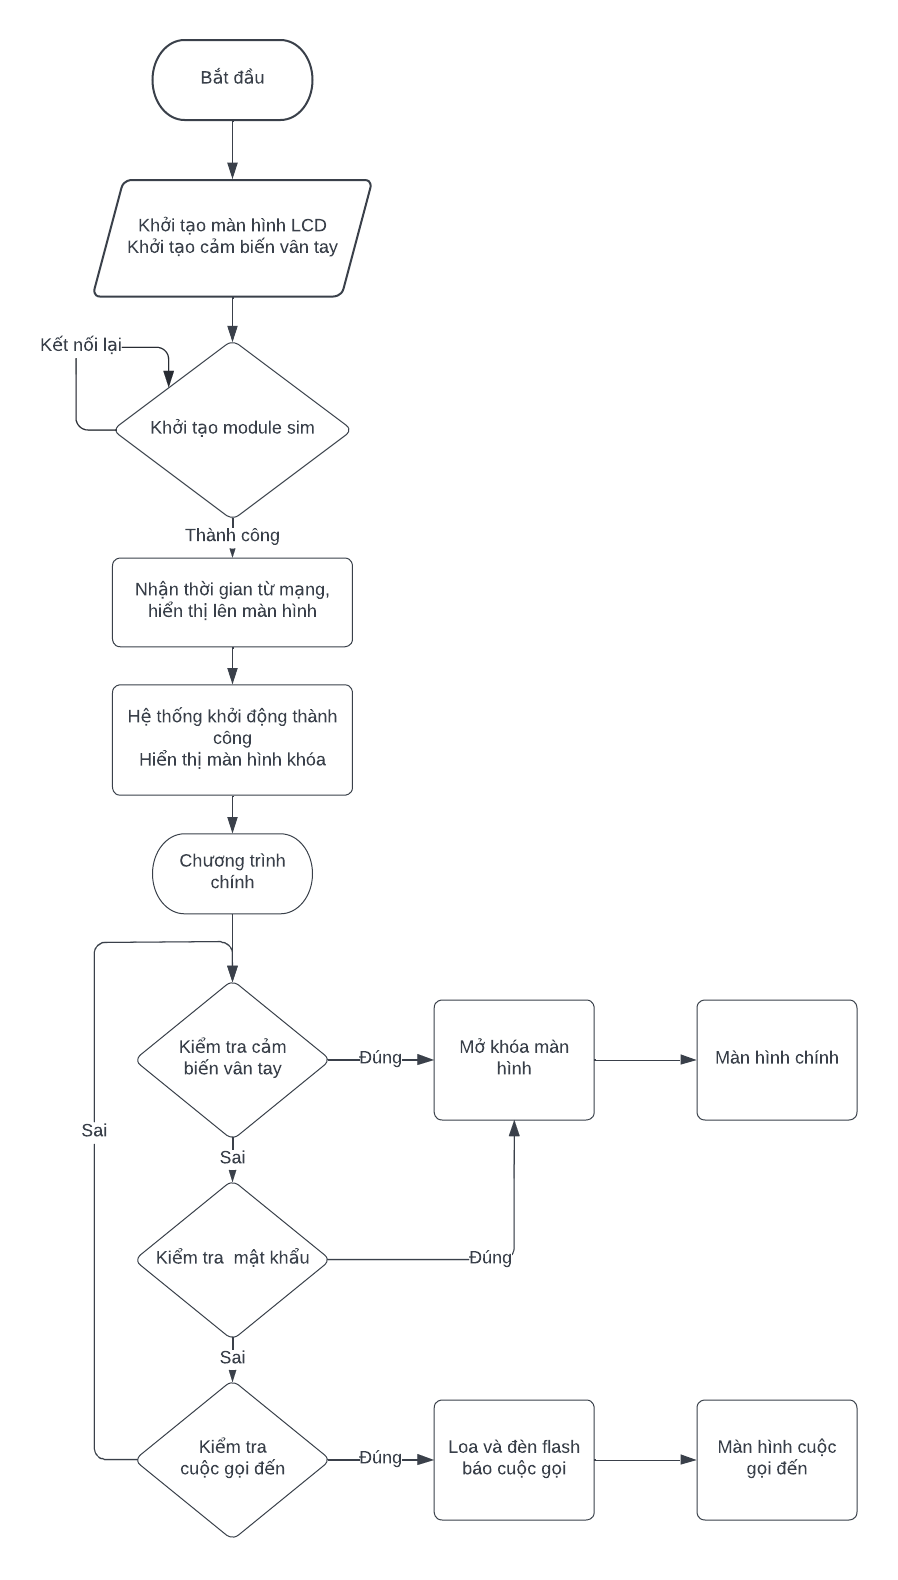 Bắt đầu
Khởi tạo màn hình LCD
Khởi tạo cảm biến vân tay
Kết nối lại
Khởi tạo module sim
Thành công
Nhận thời gian từ mạng,
hiển thị lên màn hình
Hệ thống khởi động thành
công
Hiển thị màn hình khóa
Chương trình
chính
Kiểm tra cảm
biến vân tay
Đúng
Mở khóa màn
hình
Màn hình chính
Sai
Sai
Kiểm tra  mật khẩu
Đúng
Sai
Kiểm tra
cuộc gọi đến
Đúng
Loa và đèn flash
báo cuộc gọi
Màn hình cuộc
gọi đến